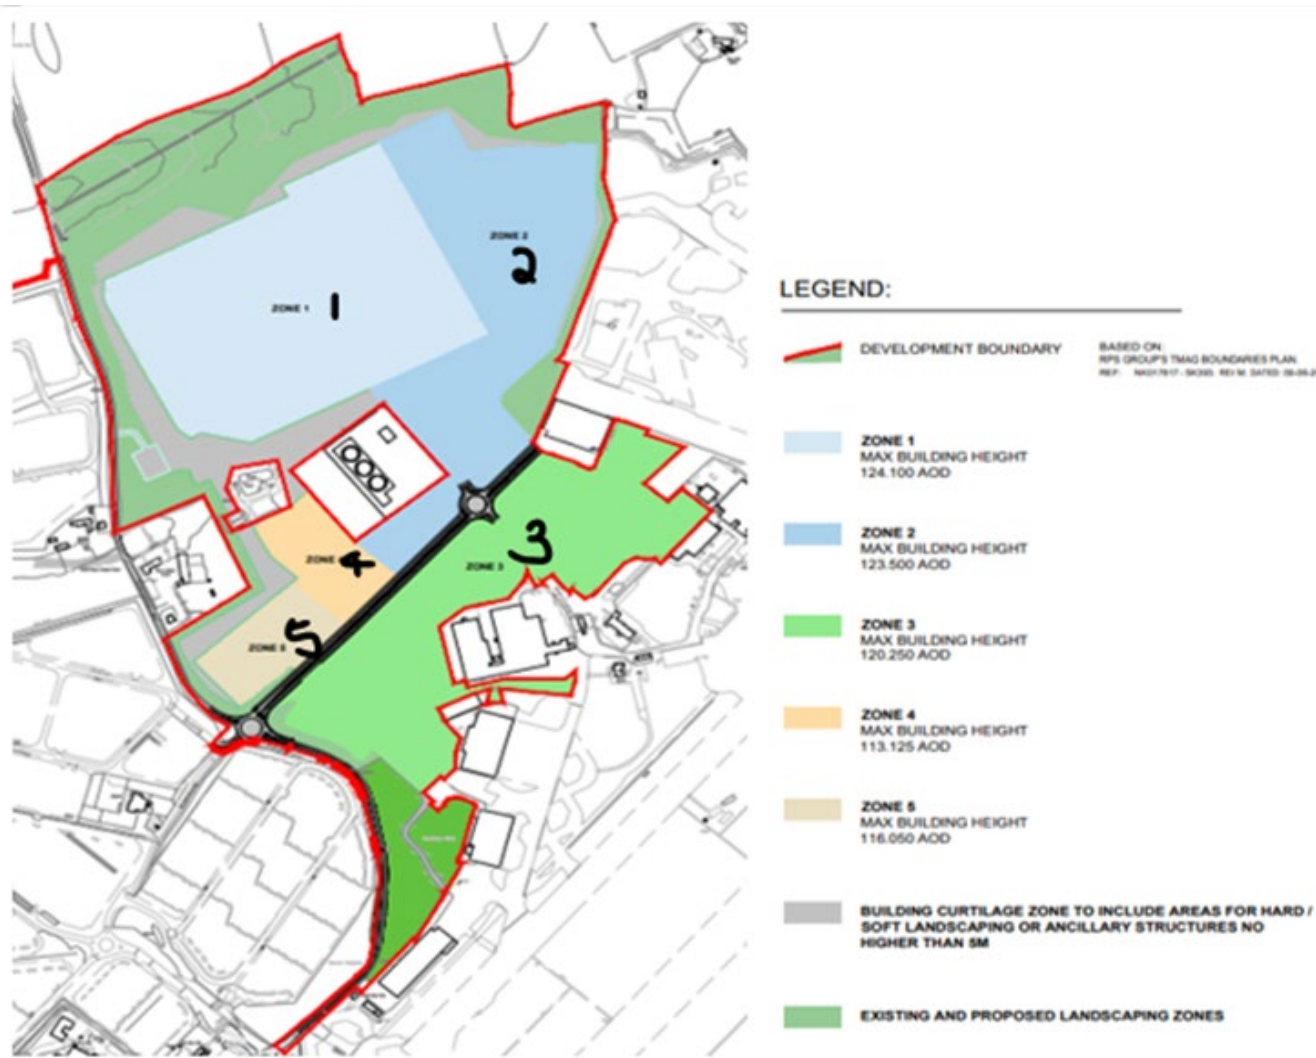 ZONE 2
2
ZONE 1 1
3
ZONE 3
ZONE 4
5
ZONE 5
LEGEND:
DEVELOPMENT BOUNDARY
BASED ON:
RPS GROUP'S TMAG BOUNDARIES PLAN
REF:
ZONE 1
MAX BUILDING HEIGHT
124.100 AOD
ZONE 2
MAX BUILDING HEIGHT
123.500 AOD
ZONE 3
MAX BUILDING HEIGHT
120.250 AOD
ZONE 4
MAX BUILDING HEIGHT
113.125 AOD
ZONE 5
MAX BUILDING HEIGHT
116.050 AOD
BUILDING CURTILAGE ZONE TO INCLUDE AREAS FOR HARD /
SOFT LANDSCAPING OR ANCILLARY STRUCTURES NO
HIGHER THAN 5M
EXISTING AND PROPOSED LANDSCAPING ZONES